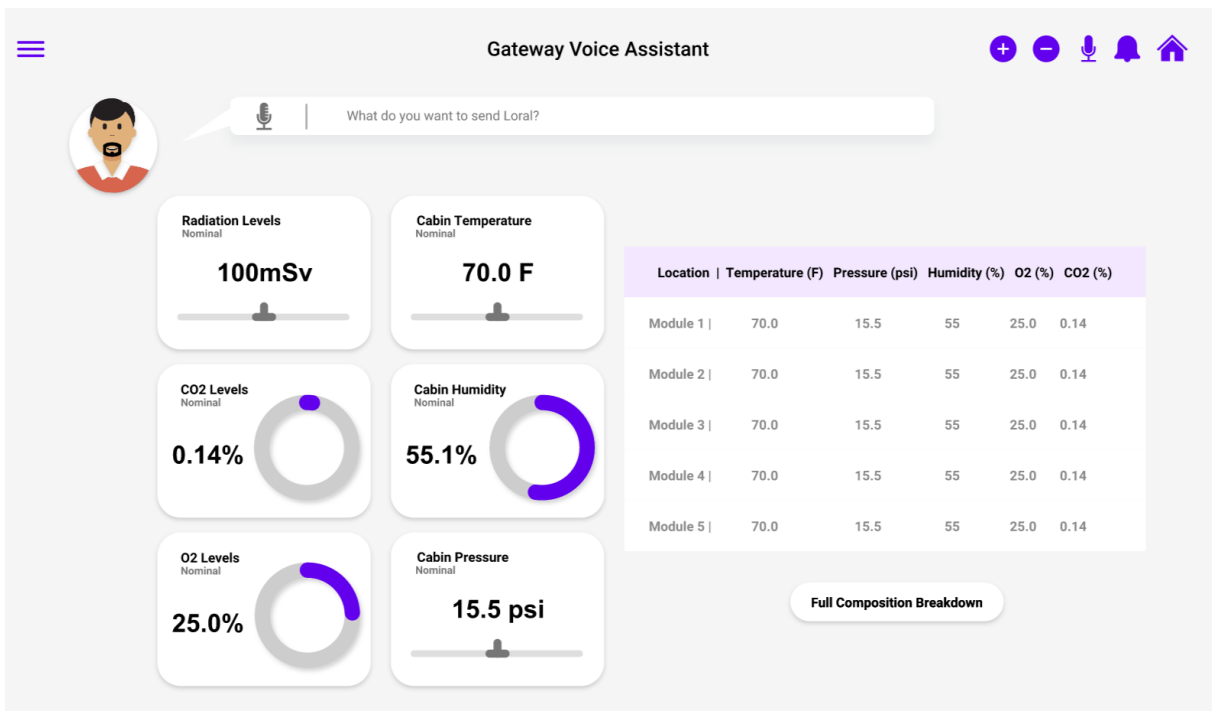 Gateway Voice Assistant
What do you want to send Loral?
Radiation Levels
Nominal
100mSv
Cabin Temperature
Nominal
70.0 F
CO2 Levels
Nominal
0.14%
Cabin Humidity
Nominal
55.1%
O2 Levels
Nominal
25.0%
Cabin Pressure
Nominal
15.5 psi
Location | Temperature (F) Pressure (psi) Humidity (%) O2 (%) CO2 (%)
Module 1 | 70.0 15.5 55 25.0 0.14
Module 2 | 70.0 15.5 55 25.0 0.14
Module 3 | 70.0 15.5 55 25.0 0.14
Module 4 | 70.0 15.5 55 25.0 0.14
Module 5 | 70.0 15.5 55 25.0 0.14
Full Composition Breakdown